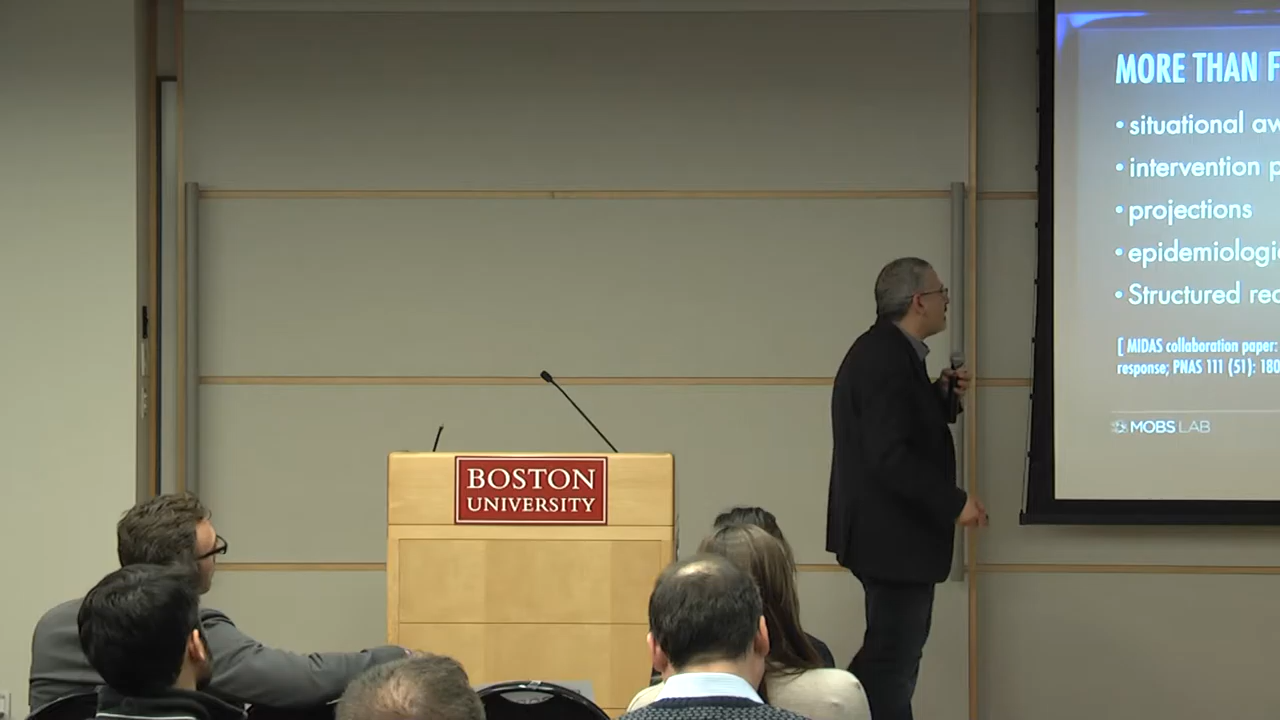 BOSTON
UNIVERSITY
MORE THAN F
• situational aw
• intervention p
• projections
• epidemiologi
• Structured rec
[ MIDAS collaboration paper:
response; PNAS 111 (51): 180
MOBS LAB